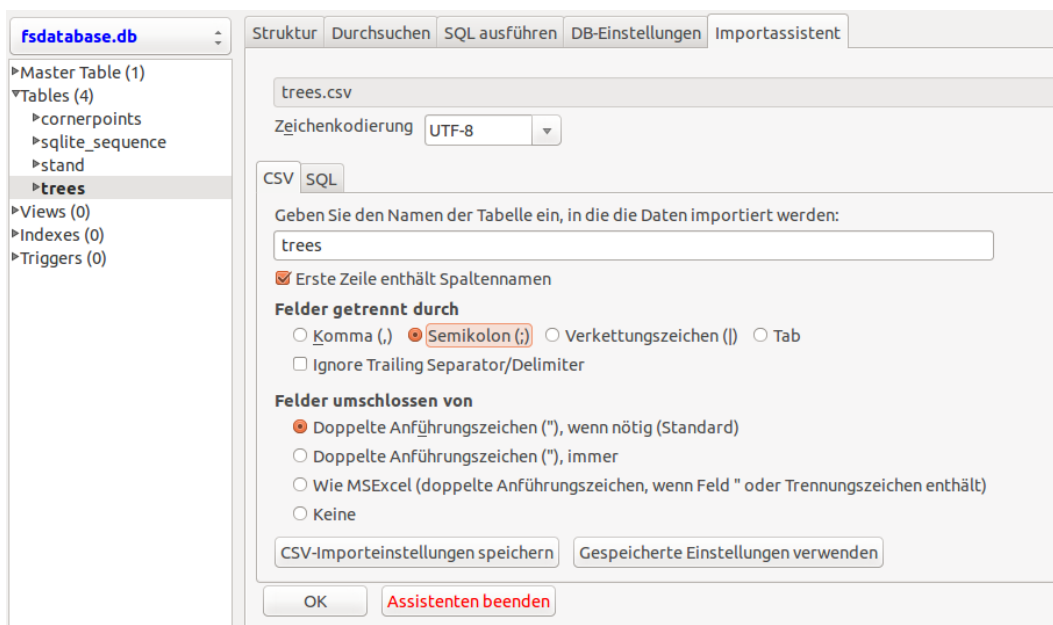 fsdatabase.db
Master Table (1)
Tables (4)
cornerpoints
sqlite_sequence
stand
trees
Views (0)
Indexes (0)
Triggers (0)
Struktur Durchsuchen SQL ausführen DB-Einstellungen Importassistent
trees.csv
Zeichenkodierung UTF-8
CSV SQL
Geben Sie den Namen der Tabelle ein, in die die Daten importiert werden:
trees
Erste Zeile enthält Spaltennamen
Felder getrennt durch
Komma (,) Semikolon (;) Verkettungszeichen (|) Tab
Ignore Trailing Separator/Delimiter
Felder umschlossen von
Doppelte Anführungszeichen ("), wenn nötig (Standard)
Doppelte Anführungszeichen ("), immer
Wie MSExcel (doppelte Anführungszeichen, wenn Feld " oder Trennungszeichen enthält)
Keine
CSV-Importeinstellungen speichern Gespeicherte Einstellungen verwenden
OK Assistenten beenden